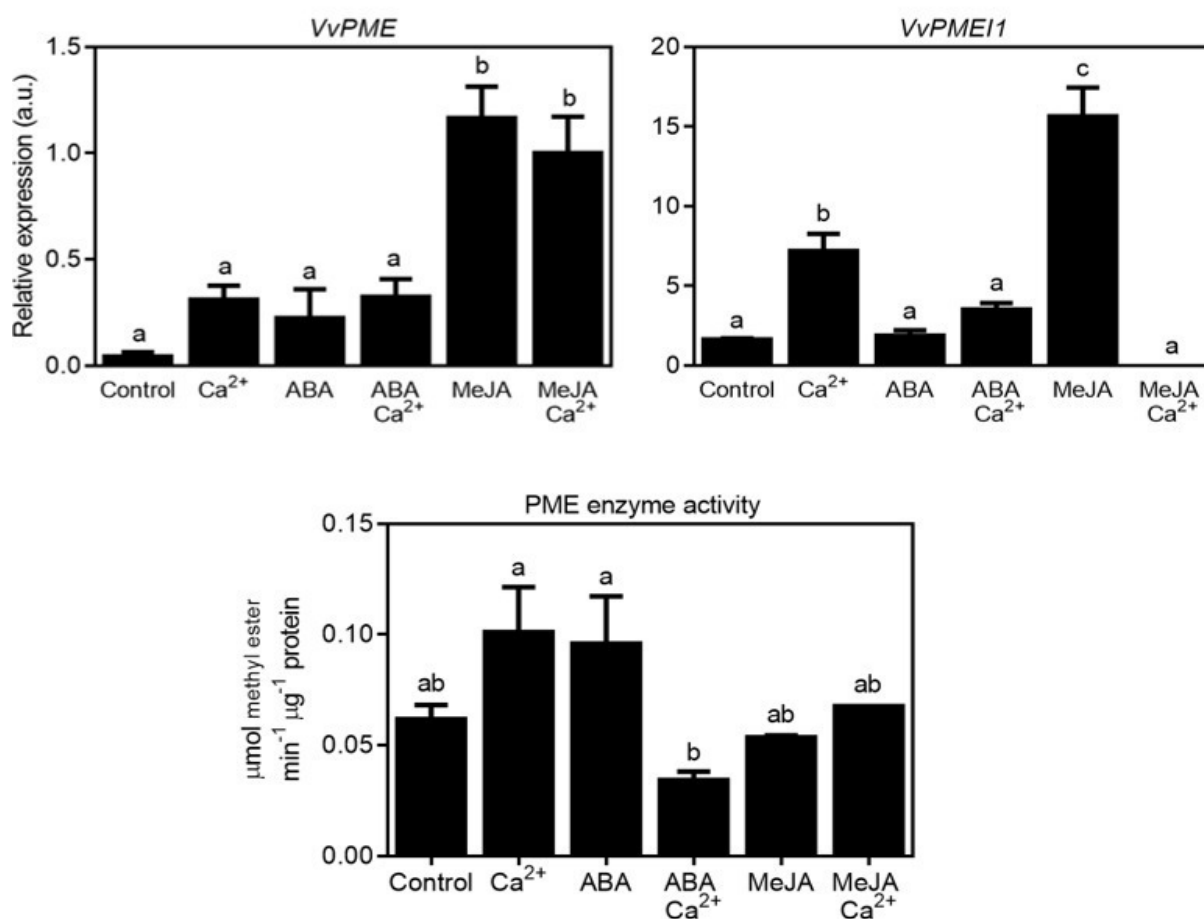 VvPME
Relative expression (a.u.)
1.5
1.0
0.5
0.0
a
a
a
a
b
b
Control
Ca²⁺
ABA
ABA
Ca²⁺
MeJA
MeJA
Ca²⁺
VvPMEI1
20
15
10
5
0
a
b
a
a
c
a
Control
Ca²⁺
ABA
ABA
Ca²⁺
MeJA
MeJA
Ca²⁺
PME enzyme activity
μmol methyl ester
min⁻¹ μg⁻¹ protein
0.15
0.10
0.05
0.00
ab
a
a
b
ab
ab
Control
Ca²⁺
ABA
ABA
Ca²⁺
MeJA
MeJA
Ca²⁺